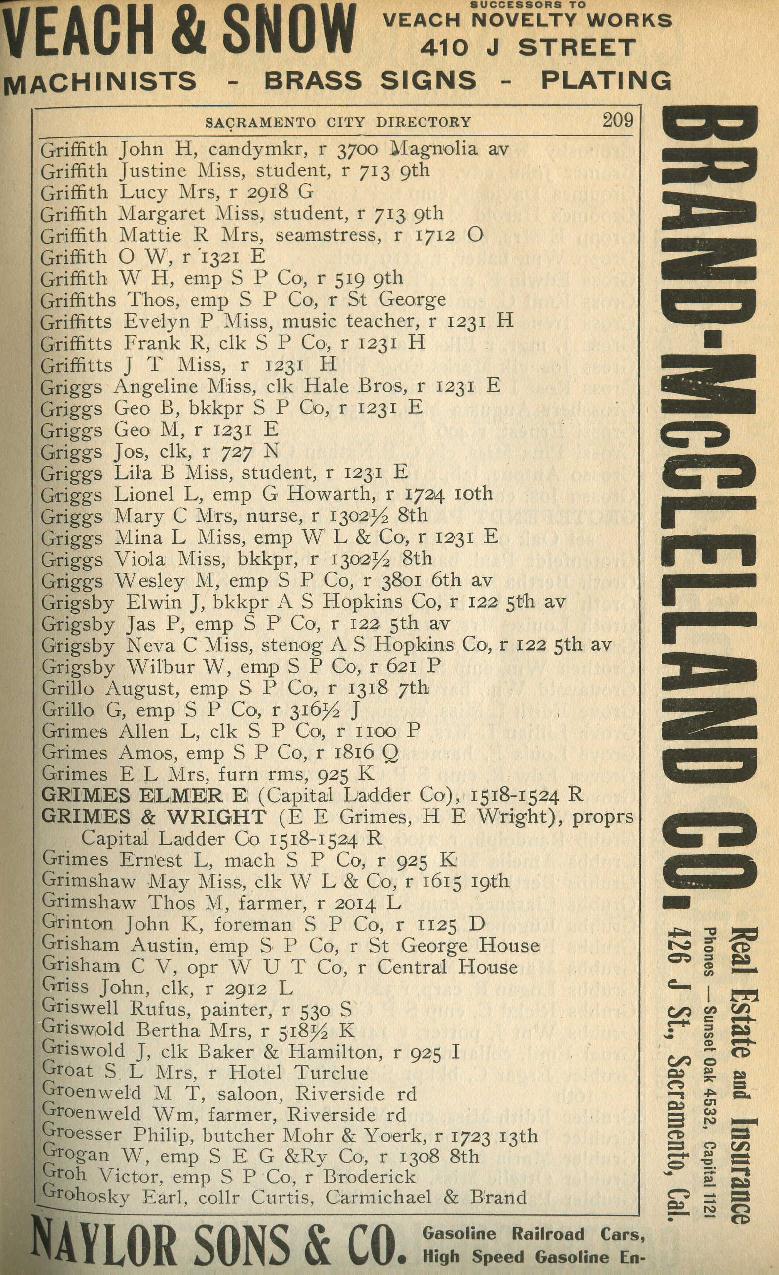 VEACH & SNOW
SUCCESSORS TO
VEACH NOVELTY WORKS
410 J STREET
MACHINISTS - BRASS SIGNS - PLATING
SACRAMENTO CITY DIRECTORY 209
Griffith John H, candymkr, r 3700 Magnolia av
Griffith Justine Miss, student, r 713 9th
Griffith Lucy Mrs, r 2918 G
Griffith Margaret Miss, student, r 713 9th
Griffith Mattie R Mrs, seamstress, r 1712 O
Griffith O W, r 1321 E
Griffith W H, emp S P Co, r 519 9th
Griffiths Thos, emp S P Co, r St George
Griffitts Evelyn P Miss, music teacher, r 1231 H
Griffitts Frank R, clk S P Co, r 1231 H
Griffitts J T Miss, r 1231 H
Griggs Angeline Miss, clk Hale Bros, r 1231 E
Griggs Geo B, bkkpr S P Co, r 1231 E
Griggs Geo M, r 1231 E
Griggs Jos, clk, r 727 N
Griggs Lila B Miss, student, r 1231 E
Griggs Lionel L, emp G Howarth, r 1724 10th
Griggs Mary C Mrs, nurse, r 1302½ 8th
Griggs Mina L Miss, emp W L & Co, r 1231 E
Griggs Viola Miss, bkkpr, r 1302½ 8th
Griggs Wesley M, emp S P Co, r 3801 6th av
Grigsby Elwin J, bkkpr A S Hopkins Co, r 122 5th av
Grigsby Jas P, emp S P Co, r 122 5th av
Grigsby Neva C Miss, stenog A S Hopkins Co, r 122 5th av
Grigsby Wilbur W, emp S P Co, r 621 P
Grillo August, emp S P Co, r 1318 7th
Grillo G, emp S P Co, r 316½ J
Grimes Allen L, clk S P Co, r 1100 P
Grimes Amos, emp S P Co, r 1816 Q
Grimes E L Mrs, furn rms, 925 K
GRIMES ELMER E (Capital Ladder Co), 1518-1524 R
GRIMES & WRIGHT (E E Grimes, H E Wright), proprs
Capital Ladder Co 1518-1524 R
Grimes Ernest L, mach S P Co, r 925 K
Grimshaw May Miss, clk W L & Co, r 1615 19th
Grimshaw Thos M, farmer, r 2014 L
Grinton John K, foreman S P Co, r 1125 D
Grisham Austin, emp S P Co, r St George House
Grisham C V, opr W U T Co, r Central House
Griss John, clk, r 2912 L
Griswell Rufus, painter, r 530 S
Griswold Bertha Mrs, r 518½ K
Griswold J, clk Baker & Hamilton, r 925 I
Groat S L Mrs, r Hotel Turclue
Groenweld M T, saloon, Riverside rd
Groenweld Wm, farmer, Riverside rd
Groesser Philip, butcher Mohr & Yoerk, r 1723 13th
Grogan W, emp S E G &Ry Co, r 1308 8th
Groh Victor, emp S P Co, r Broderick
Grohosky Earl, collr Curtis, Carmichael & Brand
BRAND-McCLELLAND CO.
Real Estate and Insurance
Phones — Sunset Oak 4532, Capital 1121
426 J St., Sacramento, Cal.
NAYLOR SONS & CO.
Gasoline Railroad Cars,
High Speed Gasoline En-